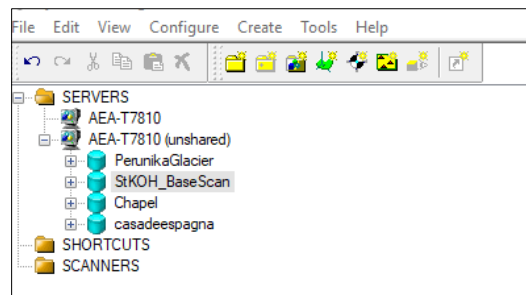 File Edit View Configure Create Tools Help
SERVERS
AEA-T7810
AEA-T7810 (unshared)
PerunikaGlacier
StKOH_BaseScan
Chapel
casadeespagna
SHORTCUTS
SCANNERS